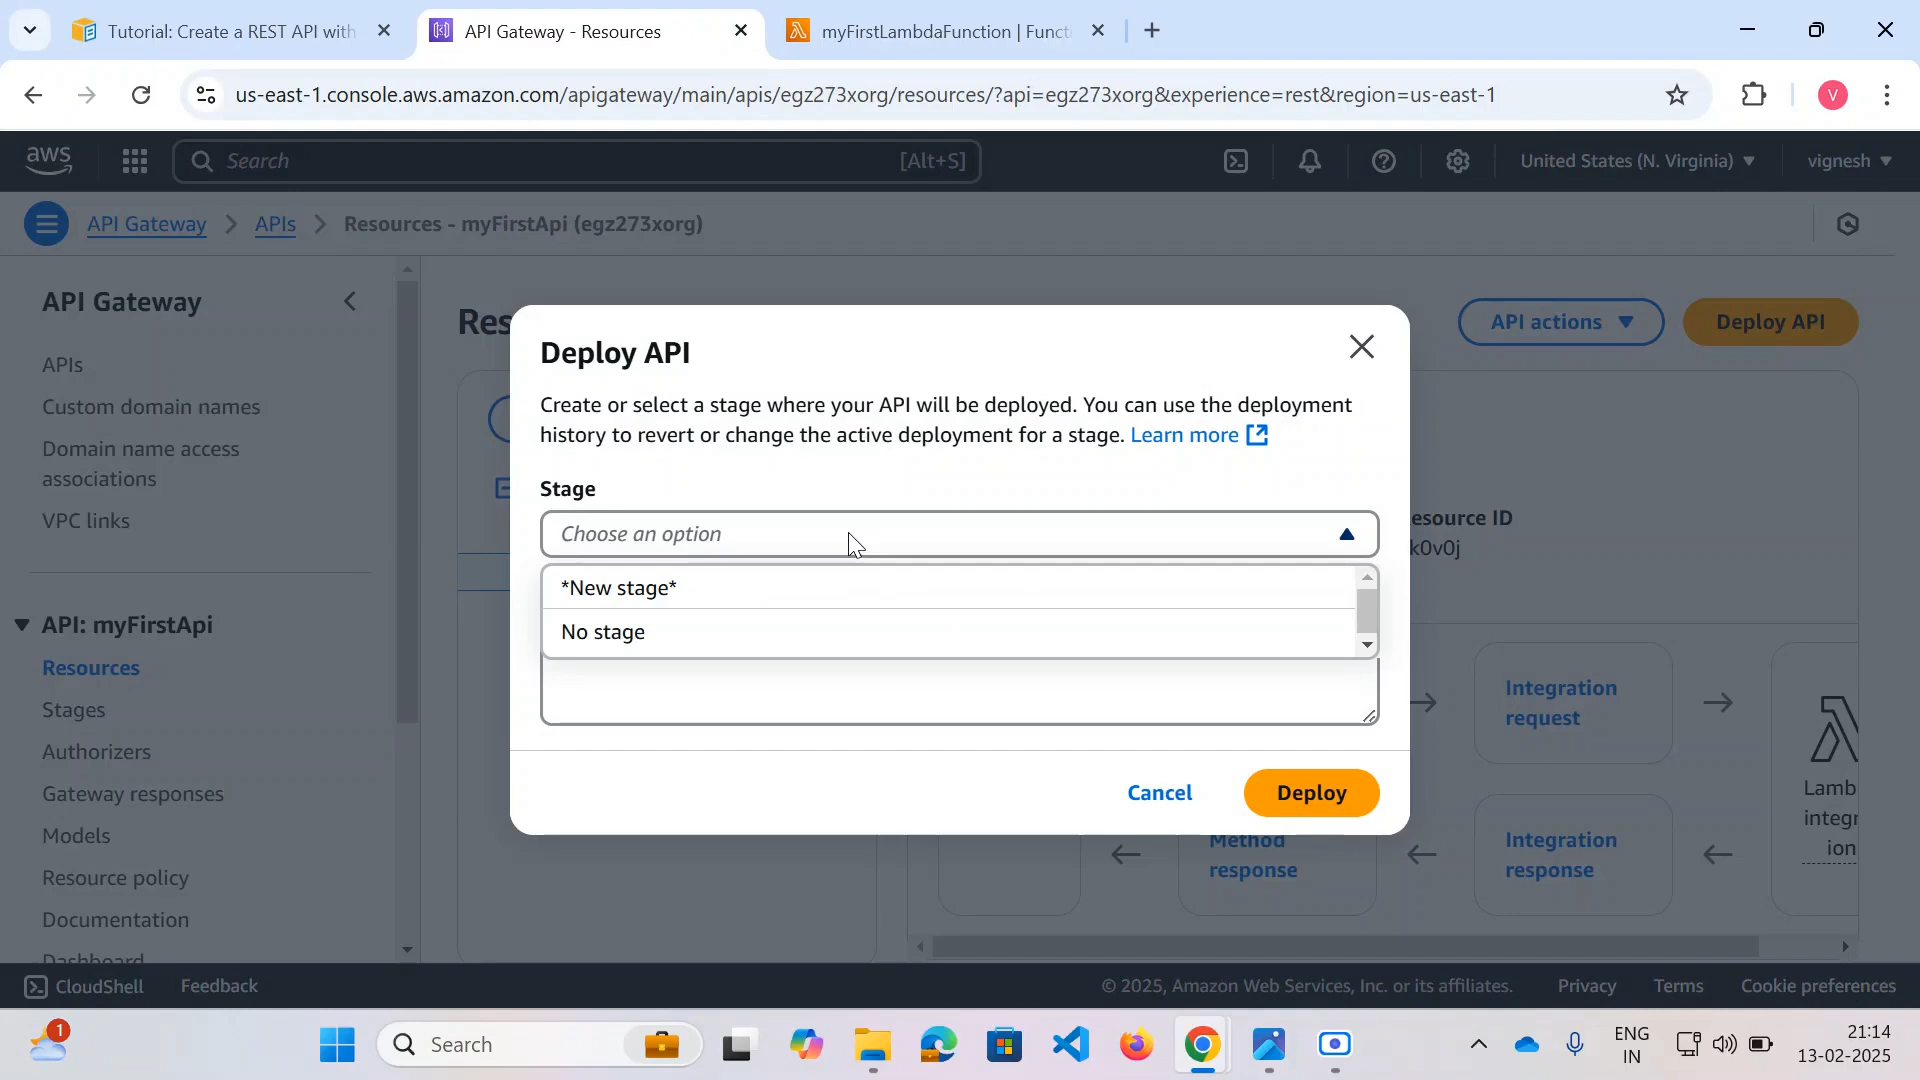 Tutorial: Create a REST API with
API Gateway - Resources
myFirstLambdaFunction | Functi
us-east-1.console.aws.amazon.com/apigateway/main/apis/egz273xorg/resources/?api=egz273xorg&experience=rest&region=us-east-1
V
aws
Search
[Alt+S]
United States (N. Virginia)
vignesh
API Gateway
APIs
Resources - myFirstApi (egz273xorg)
API Gateway
APIs
Custom domain names
Domain name access
associations
VPC links
API: myFirstApi
Resources
Stages
Authorizers
Gateway responses
Models
Resource policy
Documentation
Dashboard
Res
API actions
Deploy API
Deploy API
Create or select a stage where your API will be deployed. You can use the deployment
history to revert or change the active deployment for a stage. Learn more
Stage
Choose an option
*New stage*
No stage
Cancel
Deploy
esource ID
k0v0j
Integration
request
Method
response
Integration
response
Lamb
integr
ion
CloudShell
Feedback
© 2025, Amazon Web Services, Inc. or its affiliates.
Privacy
Terms
Cookie preferences
1
Search
ENG
IN
21:14
13-02-2025